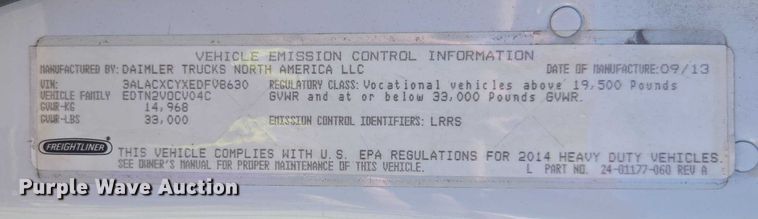 VEHICLE EMISSION CONTROL INFORMATION
MANUFACTURED BY: DAIMLER TRUCKS NORTH AMERICA LLC DATE OF MANUFACTURE: 09/13
VIN: 3ALACXCYXEDFV8630 REGULATORY CLASS: Vocational vehicles above 19,500 Pounds
VEHICLE FAMILY EDTN2VOCV04C GVWR and at or below 33,000 Pounds GVWR.
GVWR-KG 14,968
GVWR-LBS 33,000 EMISSION CONTROL IDENTIFIERS: LRRS
FREIGHTLINER THIS VEHICLE COMPLIES WITH U.S. EPA REGULATIONS FOR 2014 HEAVY DUTY VEHICLES.
SEE OWNER'S MANUAL FOR PROPER MAINTENANCE OF THIS VEHICLE. L PART NO. 24-01177-060 REV A
Purple Wave Auction